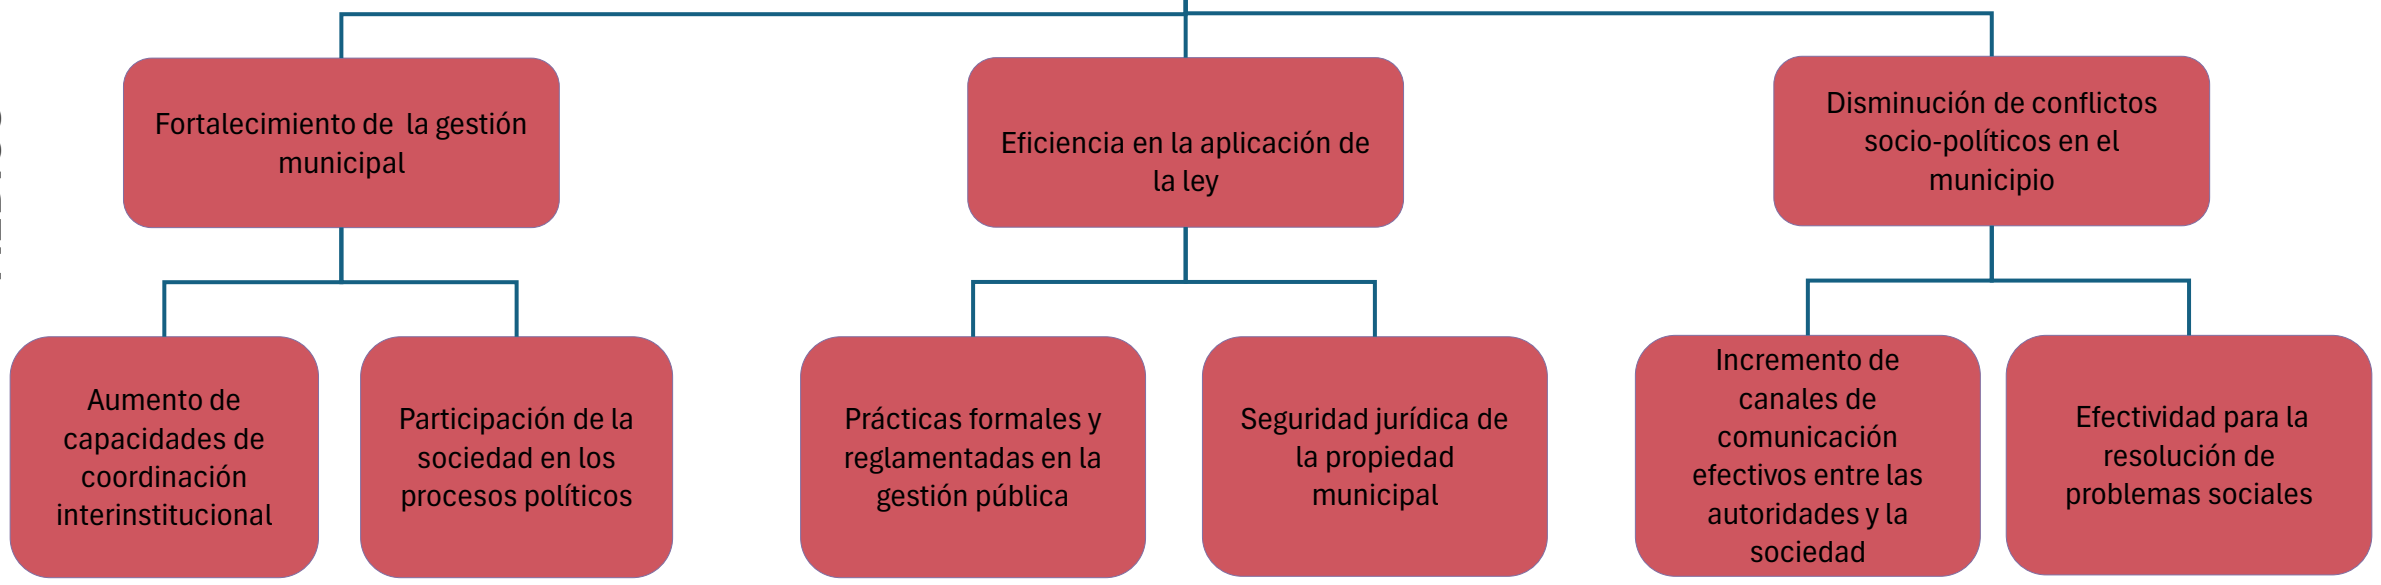 Fortalecimiento de la gestión
municipal
Eficiencia en la aplicación de
la ley
Disminución de conflictos
socio-políticos en el
municipio
Aumento de
capacidades de
coordinación
interinstitucional
Participación de la
sociedad en los
procesos políticos
Prácticas formales y
reglamentadas en la
gestión pública
Seguridad jurídica de
la propiedad
municipal
Incremento de
canales de
comunicación
efectivos entre las
autoridades y la
sociedad
Efectividad para la
resolución de
problemas sociales